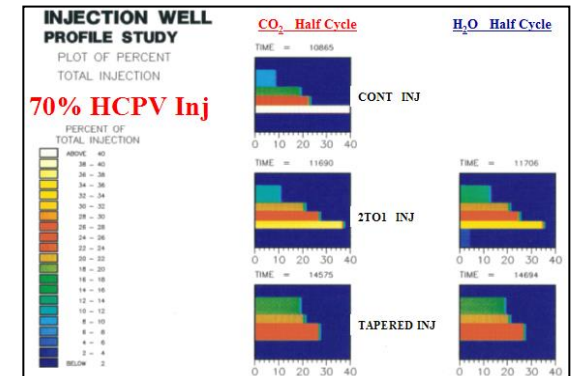 INJECTION WELL
PROFILE STUDY
PLOT OF PERCENT
TOTAL INJECTION
70% HCPV Inj
PERCENT OF
TOTAL INJECTION
ABOVE 40
38 - 40
36 - 38
34 - 36
32 - 34
30 - 32
28 - 30
26 - 28
24 - 26
22 - 24
20 - 22
18 - 20
16 - 18
14 - 16
12 - 14
10 - 12
8 - 10
6 - 8
4 - 6
2 - 4
BELOW 2
CO₂ Half Cycle
H₂O Half Cycle
TIME = 10865
CONT INJ
0 10 20 30 40
TIME = 11690
TIME = 11706
2TO1 INJ
0 10 20 30 40
0 10 20 30 40
TIME = 14575
TIME = 14694
TAPERED INJ
0 10 20 30 40
0 10 20 30 40